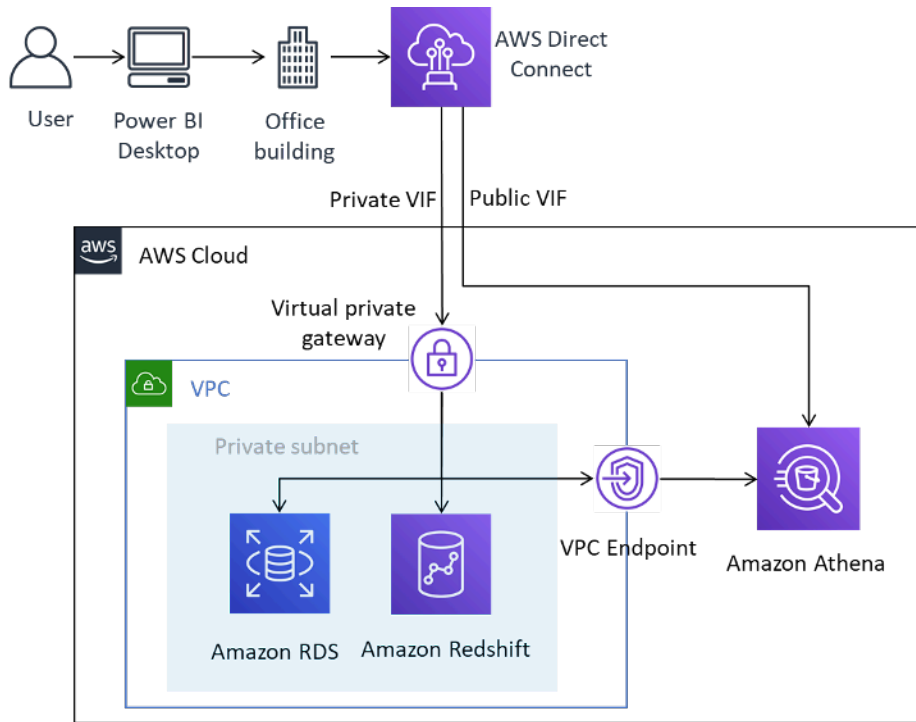 AWS Direct
Connect
User
Power BI
Desktop
Office
building
Private VIF
Public VIF
aws
AWS Cloud
Virtual private
gateway
VPC
Private subnet
VPC Endpoint
Amazon Athena
Amazon RDS
Amazon Redshift